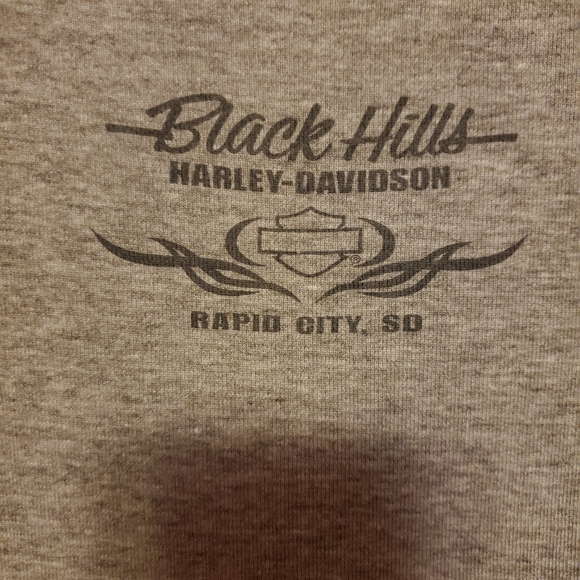 Black Hills
HARLEY-DAVIDSON
®
RAPID CITY, SD